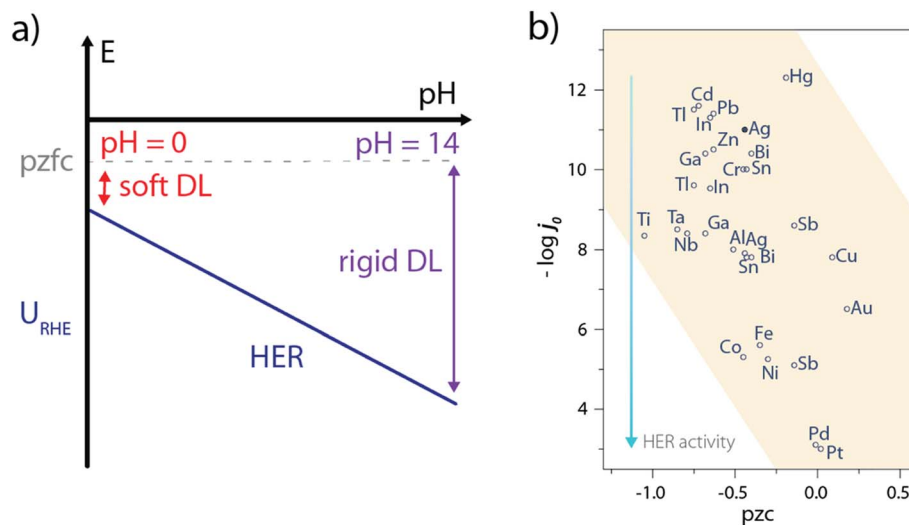 a)
E
pH
pH = 0
pH = 14
pzfc
soft DL
rigid DL
U_RHE
HER
b)
- log j_0
12
10
8
6
4
Hg
Cd
Tl
Pb
In
Ag
Zn
Ga
Bi
Cr
Sn
Tl
In
Ti
Ta
Nb
Ga
Sb
Al
Ag
Sn
Bi
Cu
Au
Co
Fe
Ni
Sb
Pd
Pt
HER activity
-1.0
-0.5
0.0
0.5
pzc